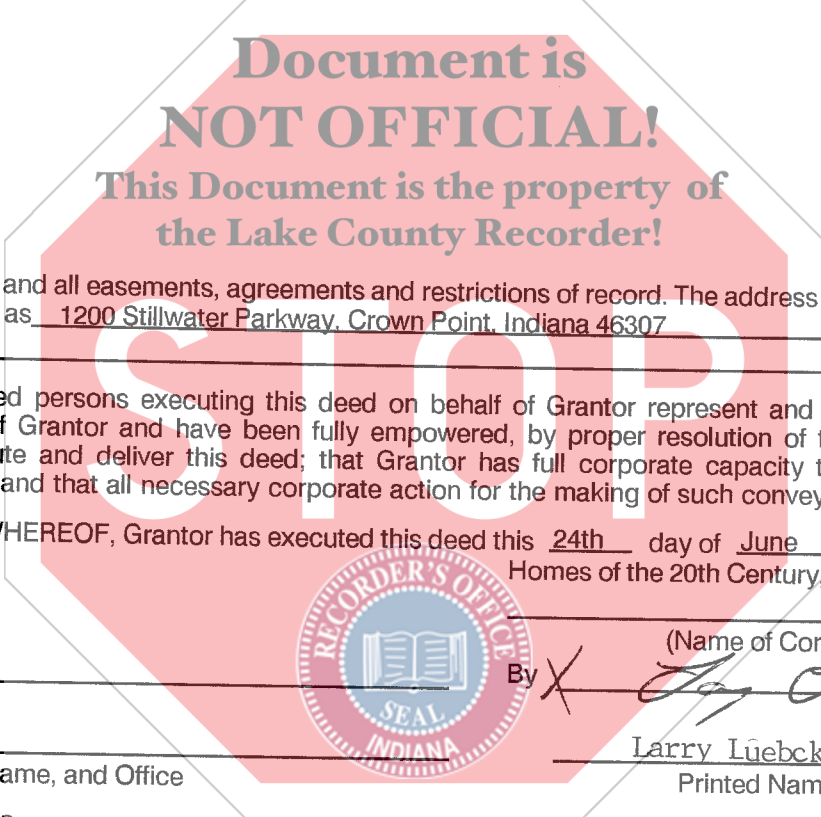 Document is
NOT OFFICIAL!
This Document is the property of
the Lake County Recorder!
and all easements, agreements and restrictions of record. The address
as 1200 Stillwater Parkway, Crown Point, Indiana 46307
STOP
ed persons executing this deed on behalf of Grantor represent and
f Grantor and have been fully empowered, by proper resolution of
te and deliver this deed; that Grantor has full corporate capacity t
and that all necessary corporate action for the making of such convey
HEREOF, Grantor has executed this deed this 24th day of June
Homes of the 20th Century,
RECORDER'S OFFICE
SEAL
INDIANA
(Name of Cor
By X
Larry Luebck
ame, and Office
Printed Nam